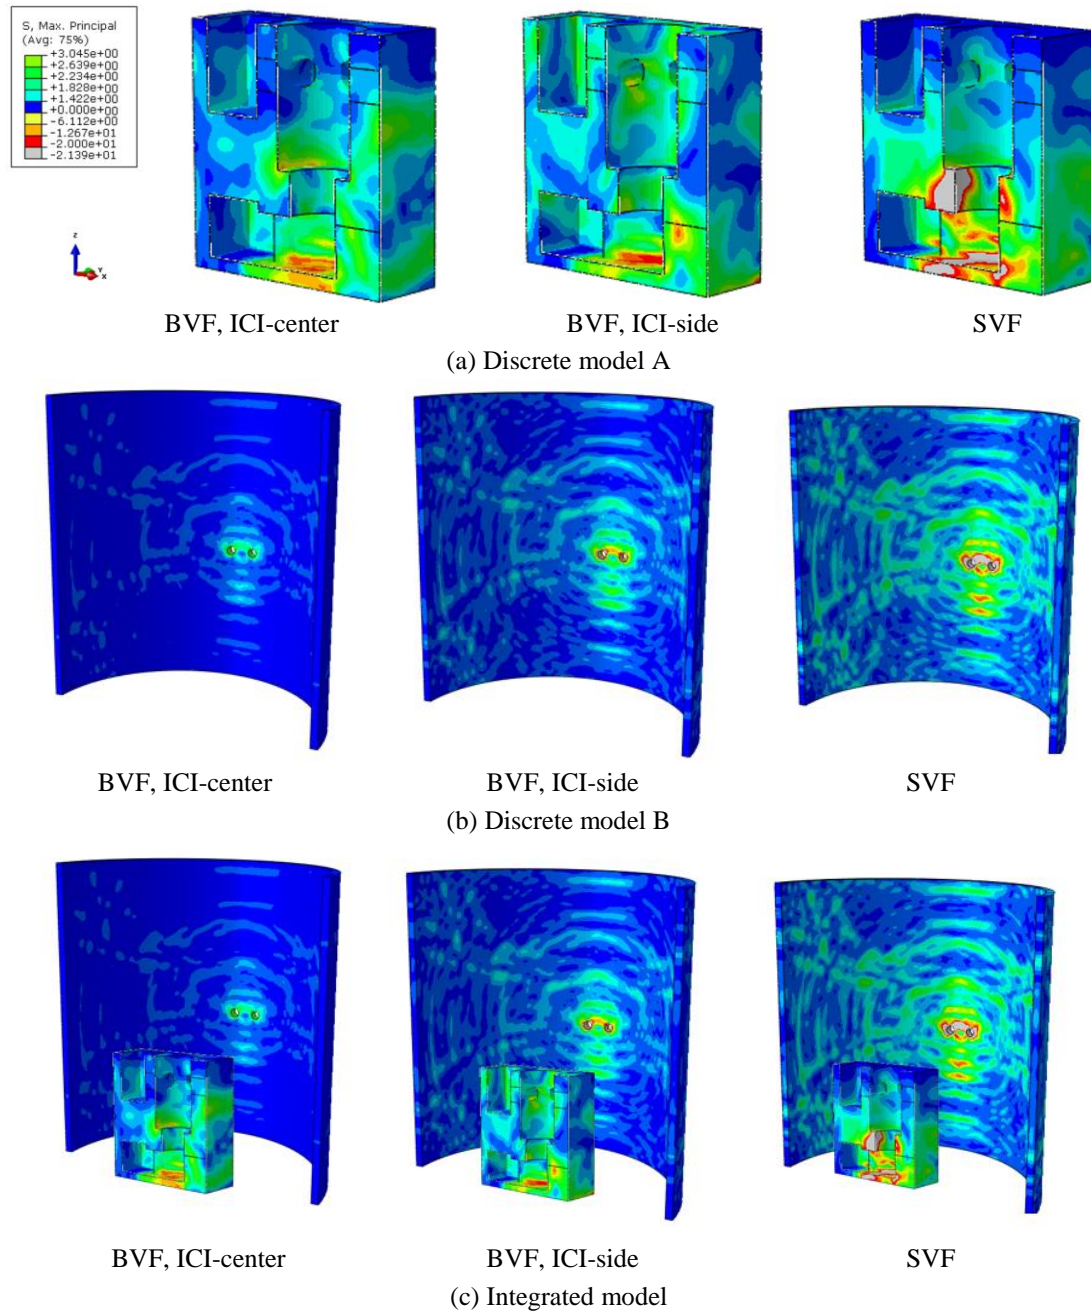 S, Max. Principal
(Avg: 75%)
+3.045e+00
+2.639e+00
+2.234e+00
+1.828e+00
+1.422e+00
+0.000e+00
-6.112e+00
-1.267e+01
-2.000e+01
-2.139e+01
z
Y
X
BVF, ICI-center BVF, ICI-side SVF
(a) Discrete model A
BVF, ICI-center BVF, ICI-side SVF
(b) Discrete model B
BVF, ICI-center BVF, ICI-side SVF
(c) Integrated model